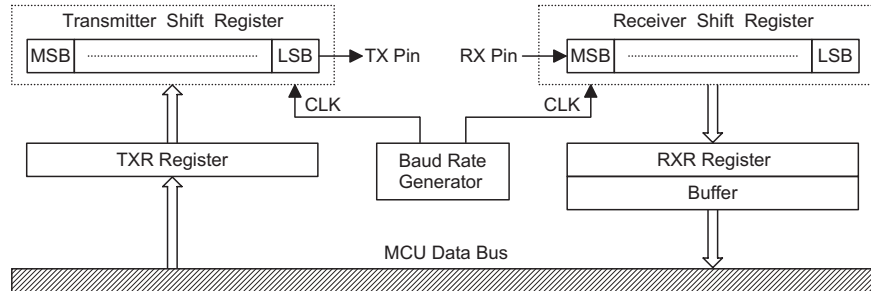 Transmitter Shift Register
MSB
LSB
TX Pin
CLK
TXR Register
Baud Rate
Generator
Receiver Shift Register
RX Pin
MSB
LSB
CLK
RXR Register
Buffer
MCU Data Bus